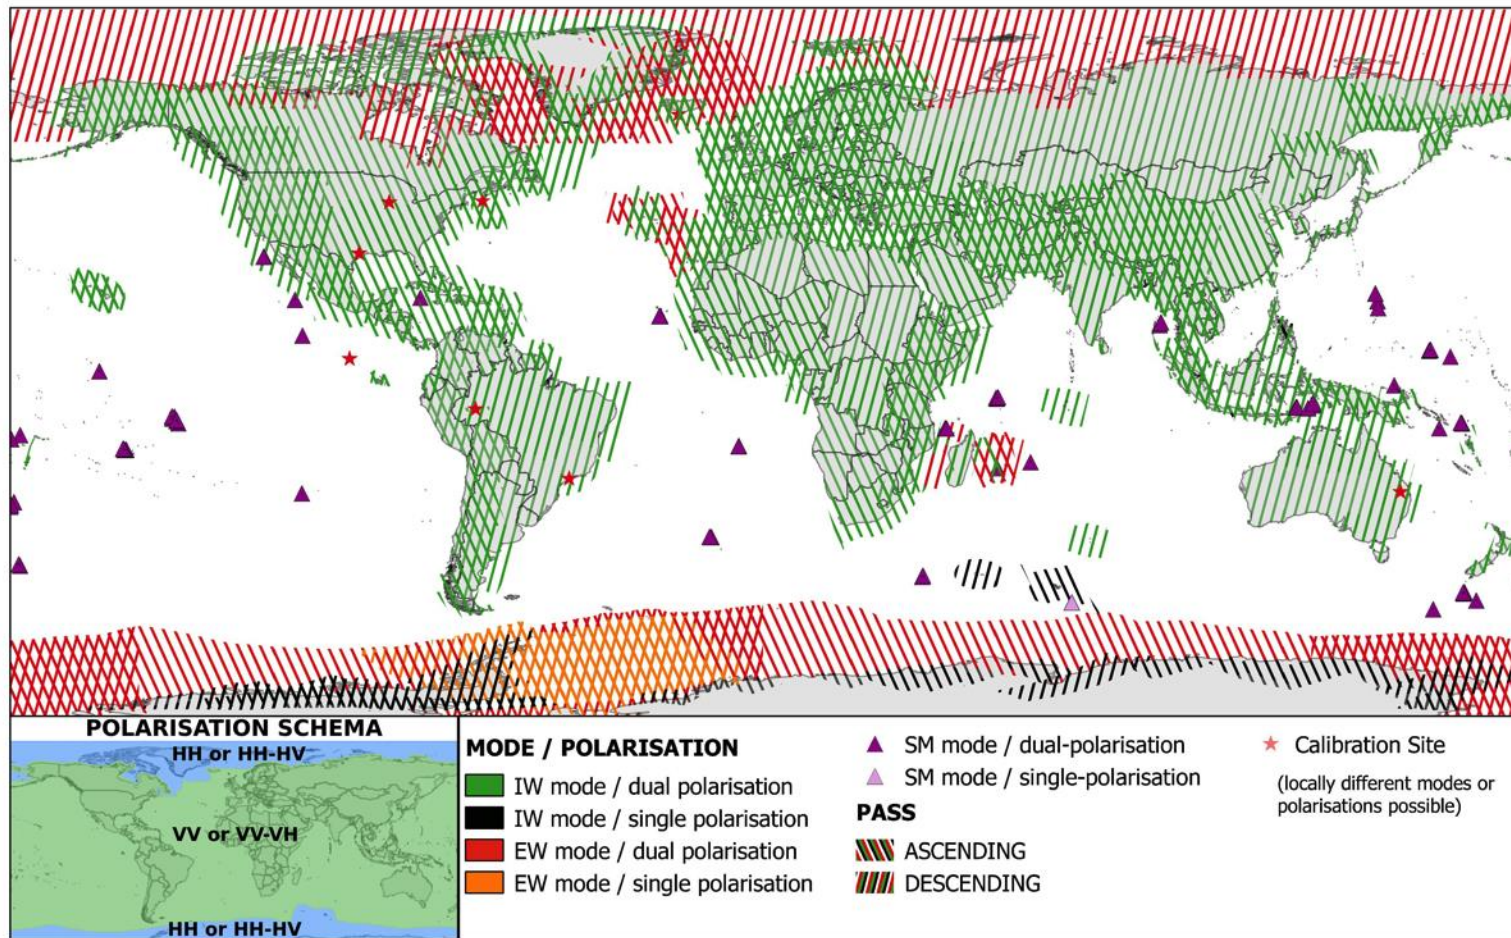 POLARISATION SCHEMA
HH or HH-HV
VV or VV-VH
HH or HH-HV
MODE / POLARISATION
IW mode / dual polarisation
IW mode / single polarisation
EW mode / dual polarisation
EW mode / single polarisation
SM mode / dual-polarisation
SM mode / single-polarisation
PASS
ASCENDING
DESCENDING
Calibration Site
(locally different modes or
polarisations possible)